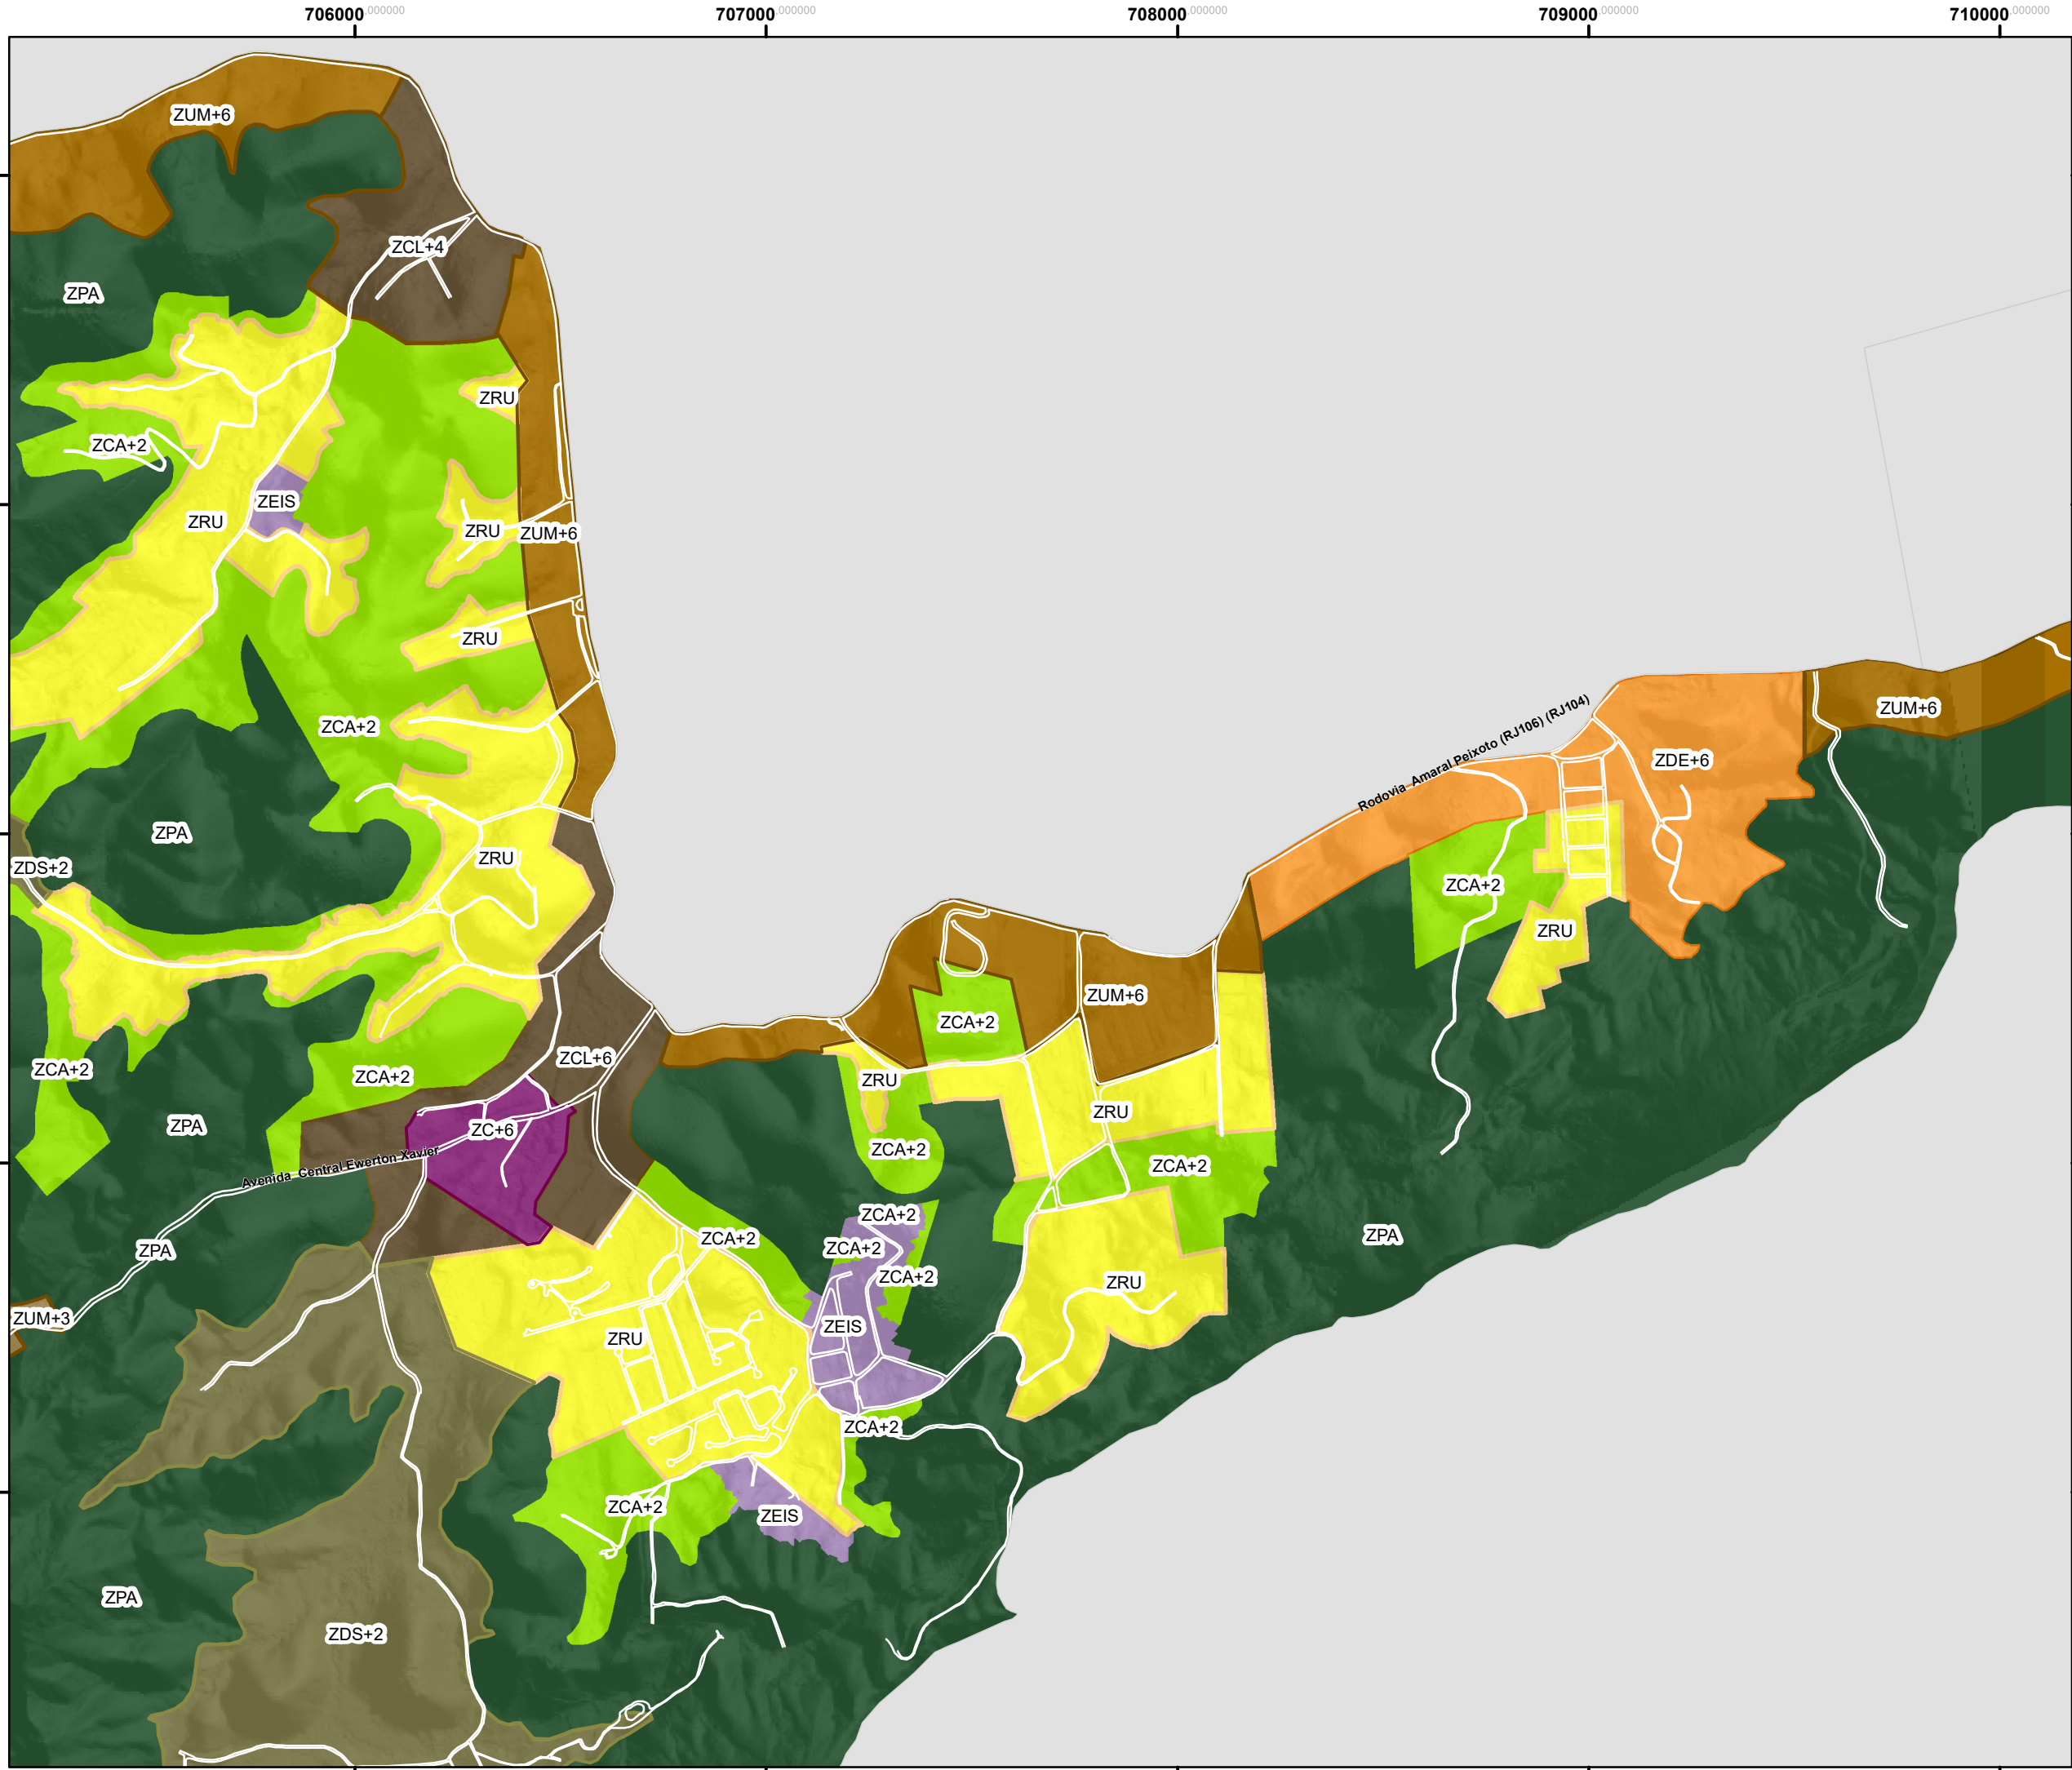 706000.000000 707000.000000 708000.000000 709000.000000 710000.000000
ZUM+6
ZCL+4
ZPA
ZRU
ZCA+2
ZEIS
ZRU
ZRU ZUM+6
ZRU
ZCA+2
ZUM+6
Rodovia Amaral Peixoto (RJ106) (RJ104)
ZDE+6
ZPA
ZRU
ZDS+2
ZCA+2
ZRU
ZUM+6
ZCA+2
ZCL+6
ZCA+2
ZCA+2
ZRU
ZRU
ZPA
ZC+6
ZCA+2
Avenida Central Ewerton Xavier
ZCA+2
ZCA+2
ZCA+2
ZPA
ZCA+2
ZPA
ZCA+2
ZRU
ZUM+3
ZEIS
ZRU
ZCA+2
ZCA+2
ZEIS
ZPA
ZDS+2